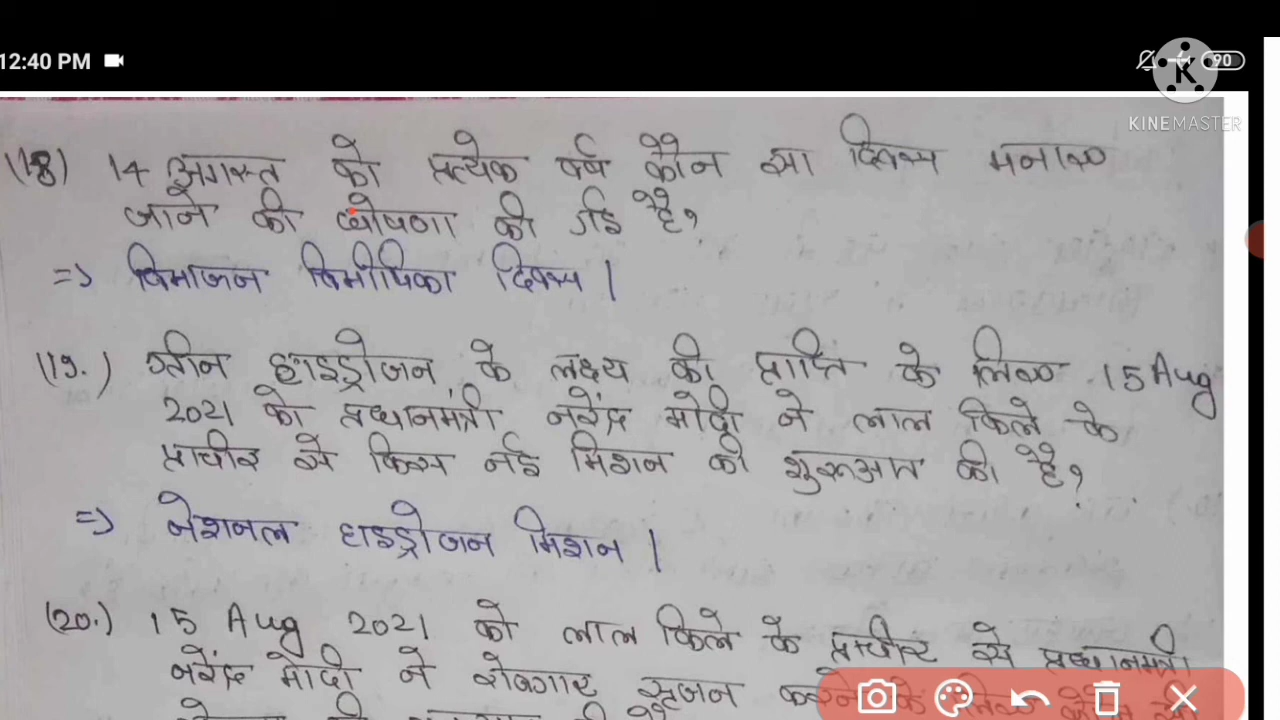 12:40 PM
90
K
KINEMASTER
(18) 14 अगस्त को प्रत्येक वर्ष कौन सा दिवस मनाए
जाने की घोषणा की गई है?
=> विभाजन विभीषिका दिवस।
(19.) ग्रीन हाइड्रोजन के लक्ष्य की प्राप्ति के लिए 15 Aug
2021 को प्रधानमंत्री नरेंद्र मोदी ने लाल किले के
प्राचीर से किस नई मिशन की शुरुआत की है?
=> नेशनल हाइड्रोजन मिशन।
(20.) 15 Aug 2021 को लाल किले के प्राचीर से प्रधानमंत्री
नरेंद्र मोदी ने रोजगार सृजन करने के लिए